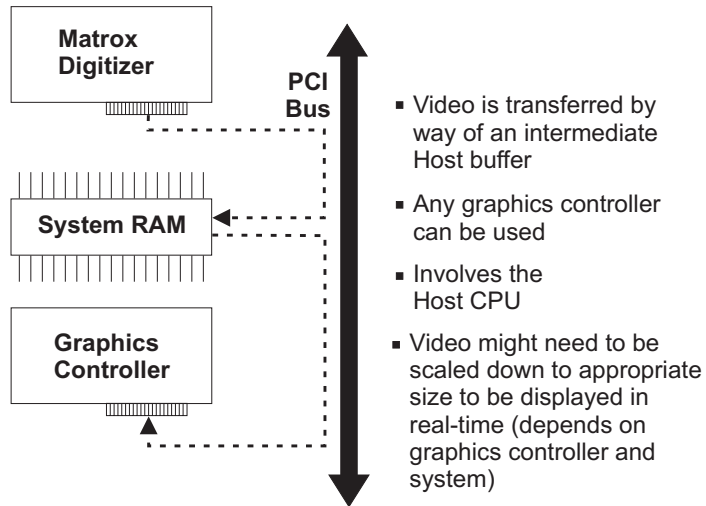 Matrox
Digitizer
PCI
Bus
System RAM
Graphics
Controller
▪ Video is transferred by
way of an intermediate
Host buffer
▪ Any graphics controller
can be used
▪ Involves the
Host CPU
▪ Video might need to be
scaled down to appropriate
size to be displayed in
real-time (depends on
graphics controller and
system)